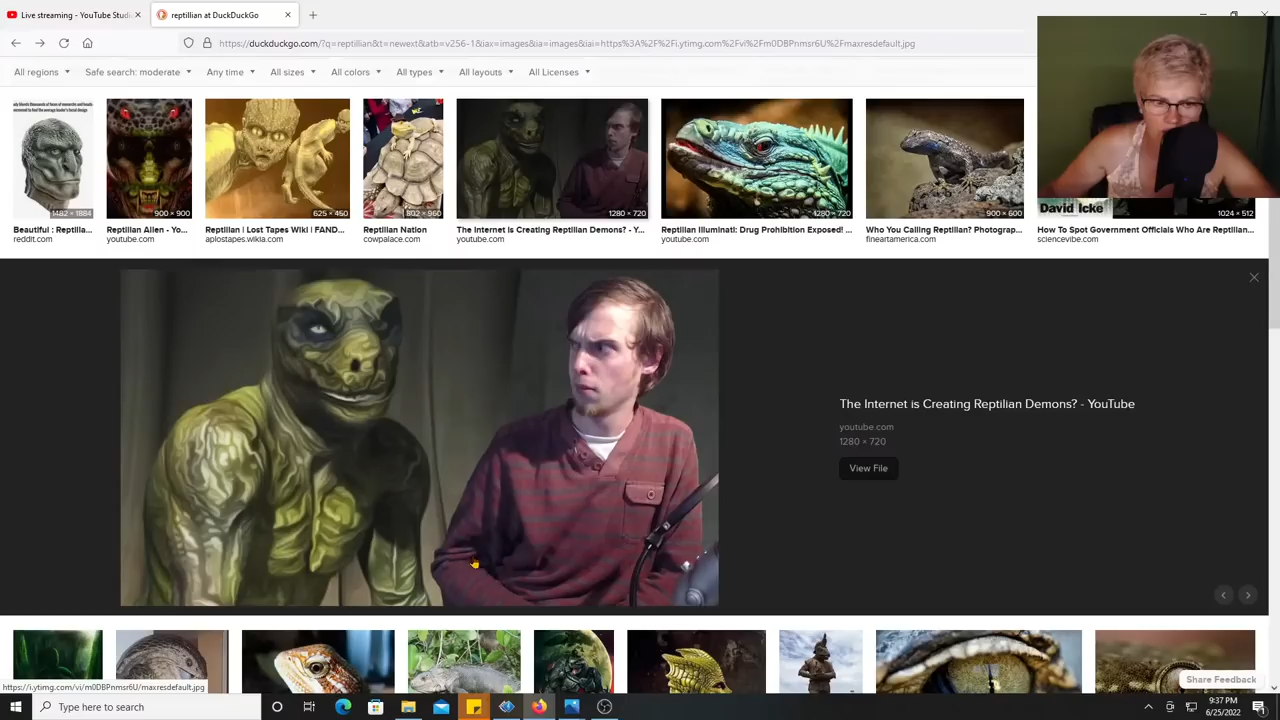 Live streaming - YouTube Studi
reptillian at DuckDuckGo
https://duckduckgo.com/?q=reptillian&t=newext&atb=v256-1&iax=images&ia=images&iai=https%3A%2F%2Fi.ytimg.com%2Fvi%2Fm0DBPnmsr6U%2Fmaxresdefault.jpg
All regions Safe search: moderate Any time All sizes All colors All types All layouts All Licenses
1482 × 1884
900 × 900
625 × 450
802 × 960
1280 × 720
1280 × 720
900 × 600
David Icke
1024 × 512
Beautiful : Reptilia...
reddit.com
Reptilian Alien - Yo...
youtube.com
Reptilian | Lost Tapes Wiki | FAND...
aplostapes.wikia.com
Reptilian Nation
cowpalace.com
The Internet is Creating Reptilian Demons? - Y...
youtube.com
Reptilian Illuminati: Drug Prohibition Exposed! ...
youtube.com
Who You Calling Reptilian? Photograp...
fineartamerica.com
How To Spot Government Officials Who Are Reptilian...
sciencevibe.com
The Internet is Creating Reptilian Demons? - YouTube
youtube.com
1280 × 720
View File
Share Feedback
https://i.ytimg.com/vi/m0DBPnmsr6U/maxresdefault.jpg
Type here to search
9:37 PM
6/25/2022